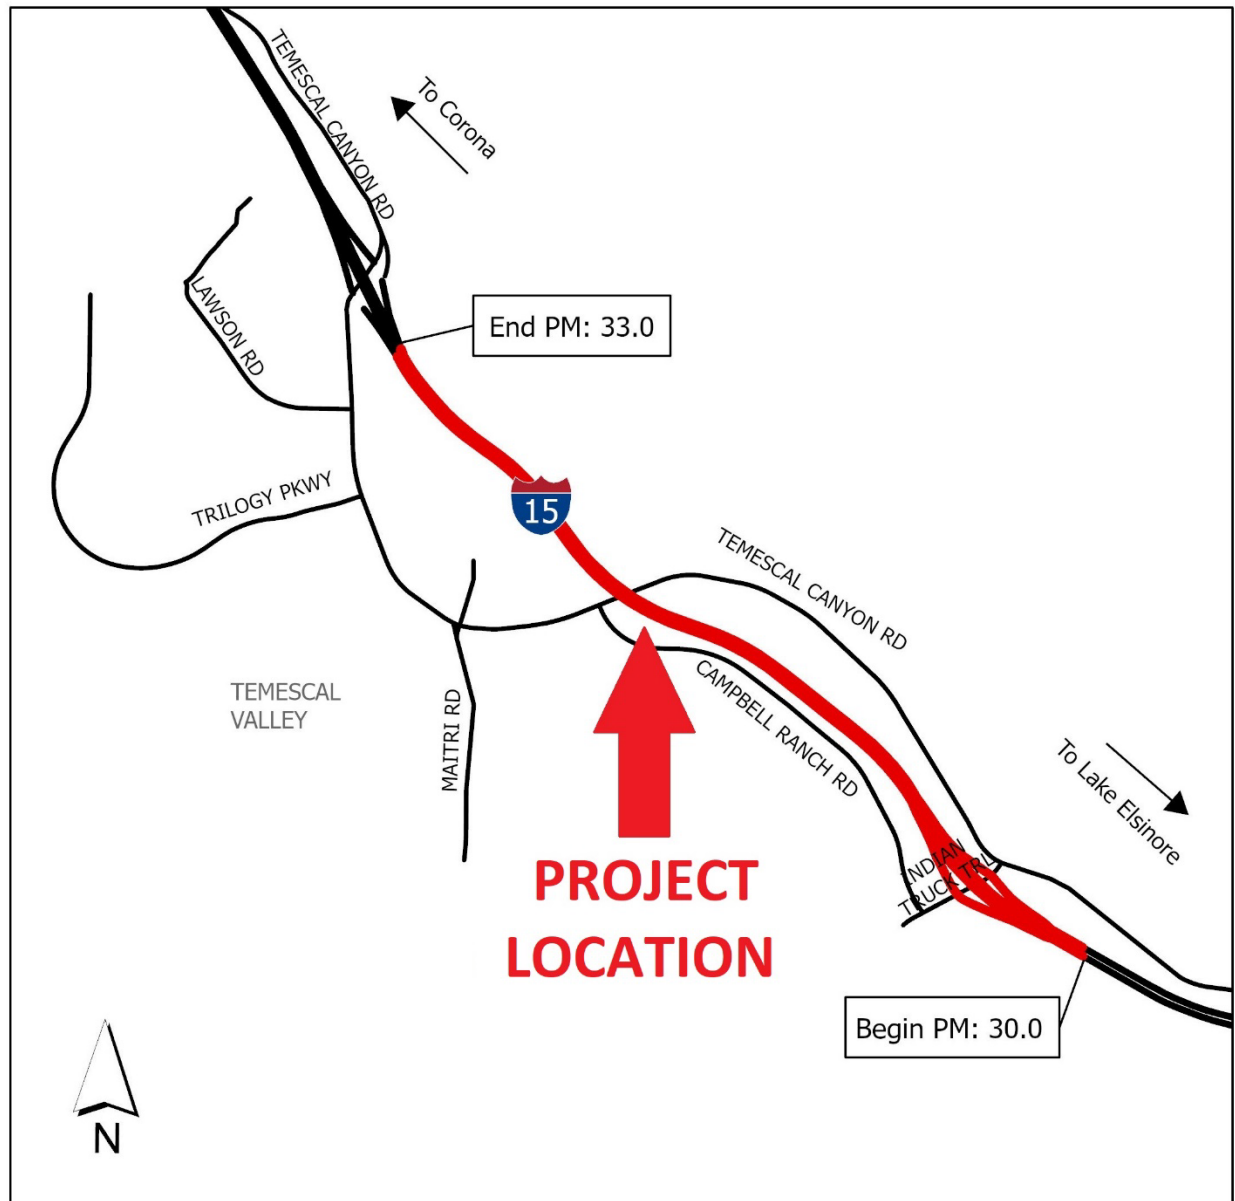 TEMESCAL CANYON RD
To Corona
LAWSON RD
End PM: 33.0
TRILOGY PKWY
15
TEMESCAL CANYON RD
CAMPBELL RANCH RD
TEMESCAL
VALLEY
MAITRI RD
To Lake Elsinore
INDIAN
TRUCK TRL
PROJECT
LOCATION
Begin PM: 30.0
N